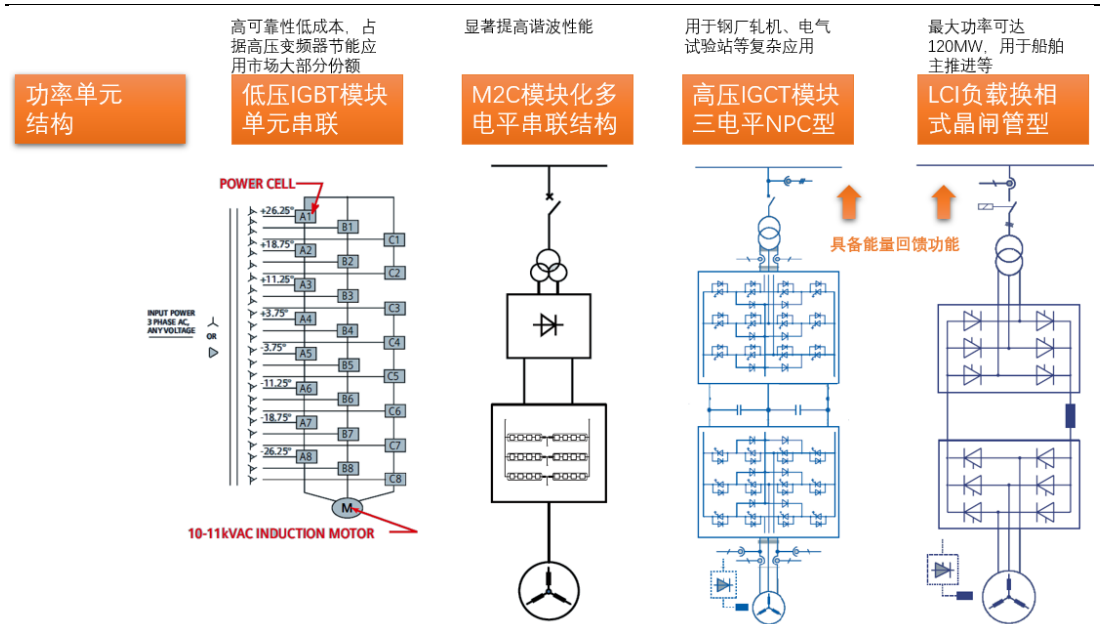 高可靠性低成本，占
据高压变频器节能应
用市场大部分份额
显著提高谐波性能
用于钢厂轧机、电气
试验站等复杂应用
最大功率可达
120MW，用于船舶
主推进等
功率单元
结构
低压IGBT模块
单元串联
M2C模块化多
电平串联结构
高压IGCT模块
三电平NPC型
LCI负载换相
式晶闸管型
POWER CELL
+26.25°
A1
B1
C1
+18.75°
A2
B2
C2
+11.25°
A3
B3
C3
+3.75°
A4
B4
C4
-3.75°
A5
B5
C5
-11.25°
A6
B6
C6
-18.75°
A7
B7
C7
-26.25°
A8
B8
C8
INPUT POWER
3 PHASE AC,
ANY VOLTAGE
OR
M
10-11kVAC INDUCTION MOTOR
具备能量回馈功能